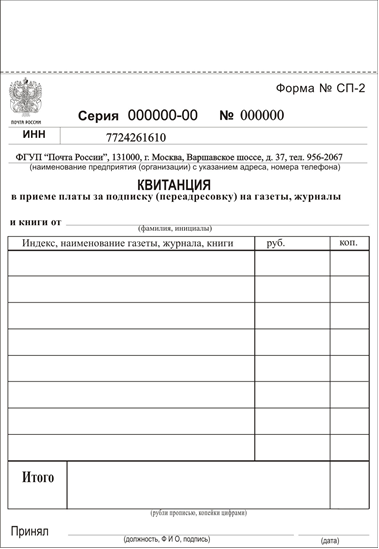 Форма № СП-2
ПОЧТА РОССИИ
Серия 000000-00 № 000000
ИНН 7724261610
ФГУП “Почта России”, 131000, г. Москва, Варшавское шоссе, д. 37, тел. 956-2067
(наименование предприятия (организации) с указанием адреса, номера телефона)
КВИТАНЦИЯ
в приеме платы за подписку (переадресовку) на газеты, журналы
и книги от
(фамилия, инициалы)
Индекс, наименование газеты, журнала, книги руб. коп.
Итого
(рубли прописью, копейки цифрами)
Принял
(должность, Ф И О, подпись) (дата)